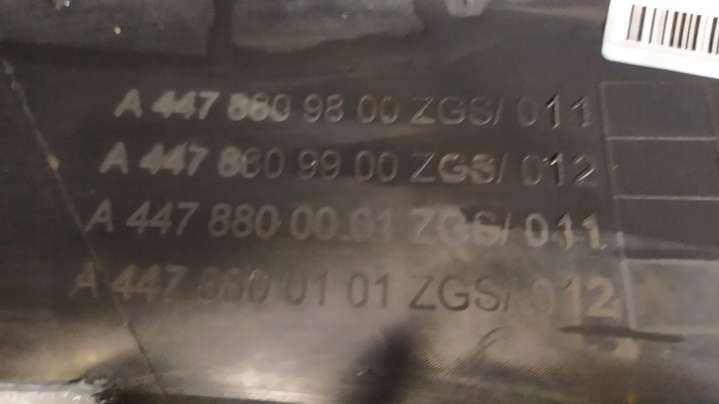 A 447 880 98 00 ZGS/ 011
A 447 880 99 00 ZGS/ 012
A 447 880 00 01 ZGS/ 011
A 447 880 01 01 ZGS/ 012